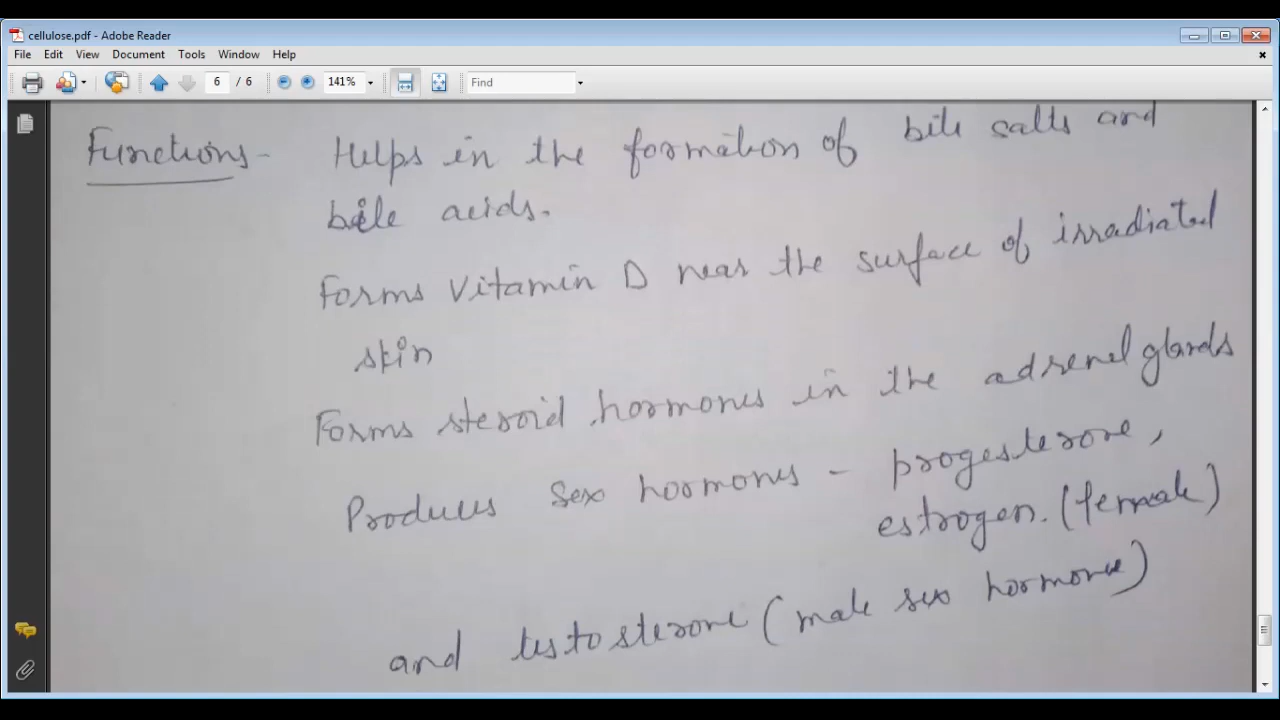 cellulose.pdf - Adobe Reader
File Edit View Document Tools Window Help
6 / 6 141% Find
Functions - Helps in the formation of bile salts and
bile acids.
Forms Vitamin D near the surface of irradiated
skin
Forms steroid hormones in the adrenal glands
Produces sex hormones - progesterone,
estrogen. (female)
and testosterone (male sex hormone)